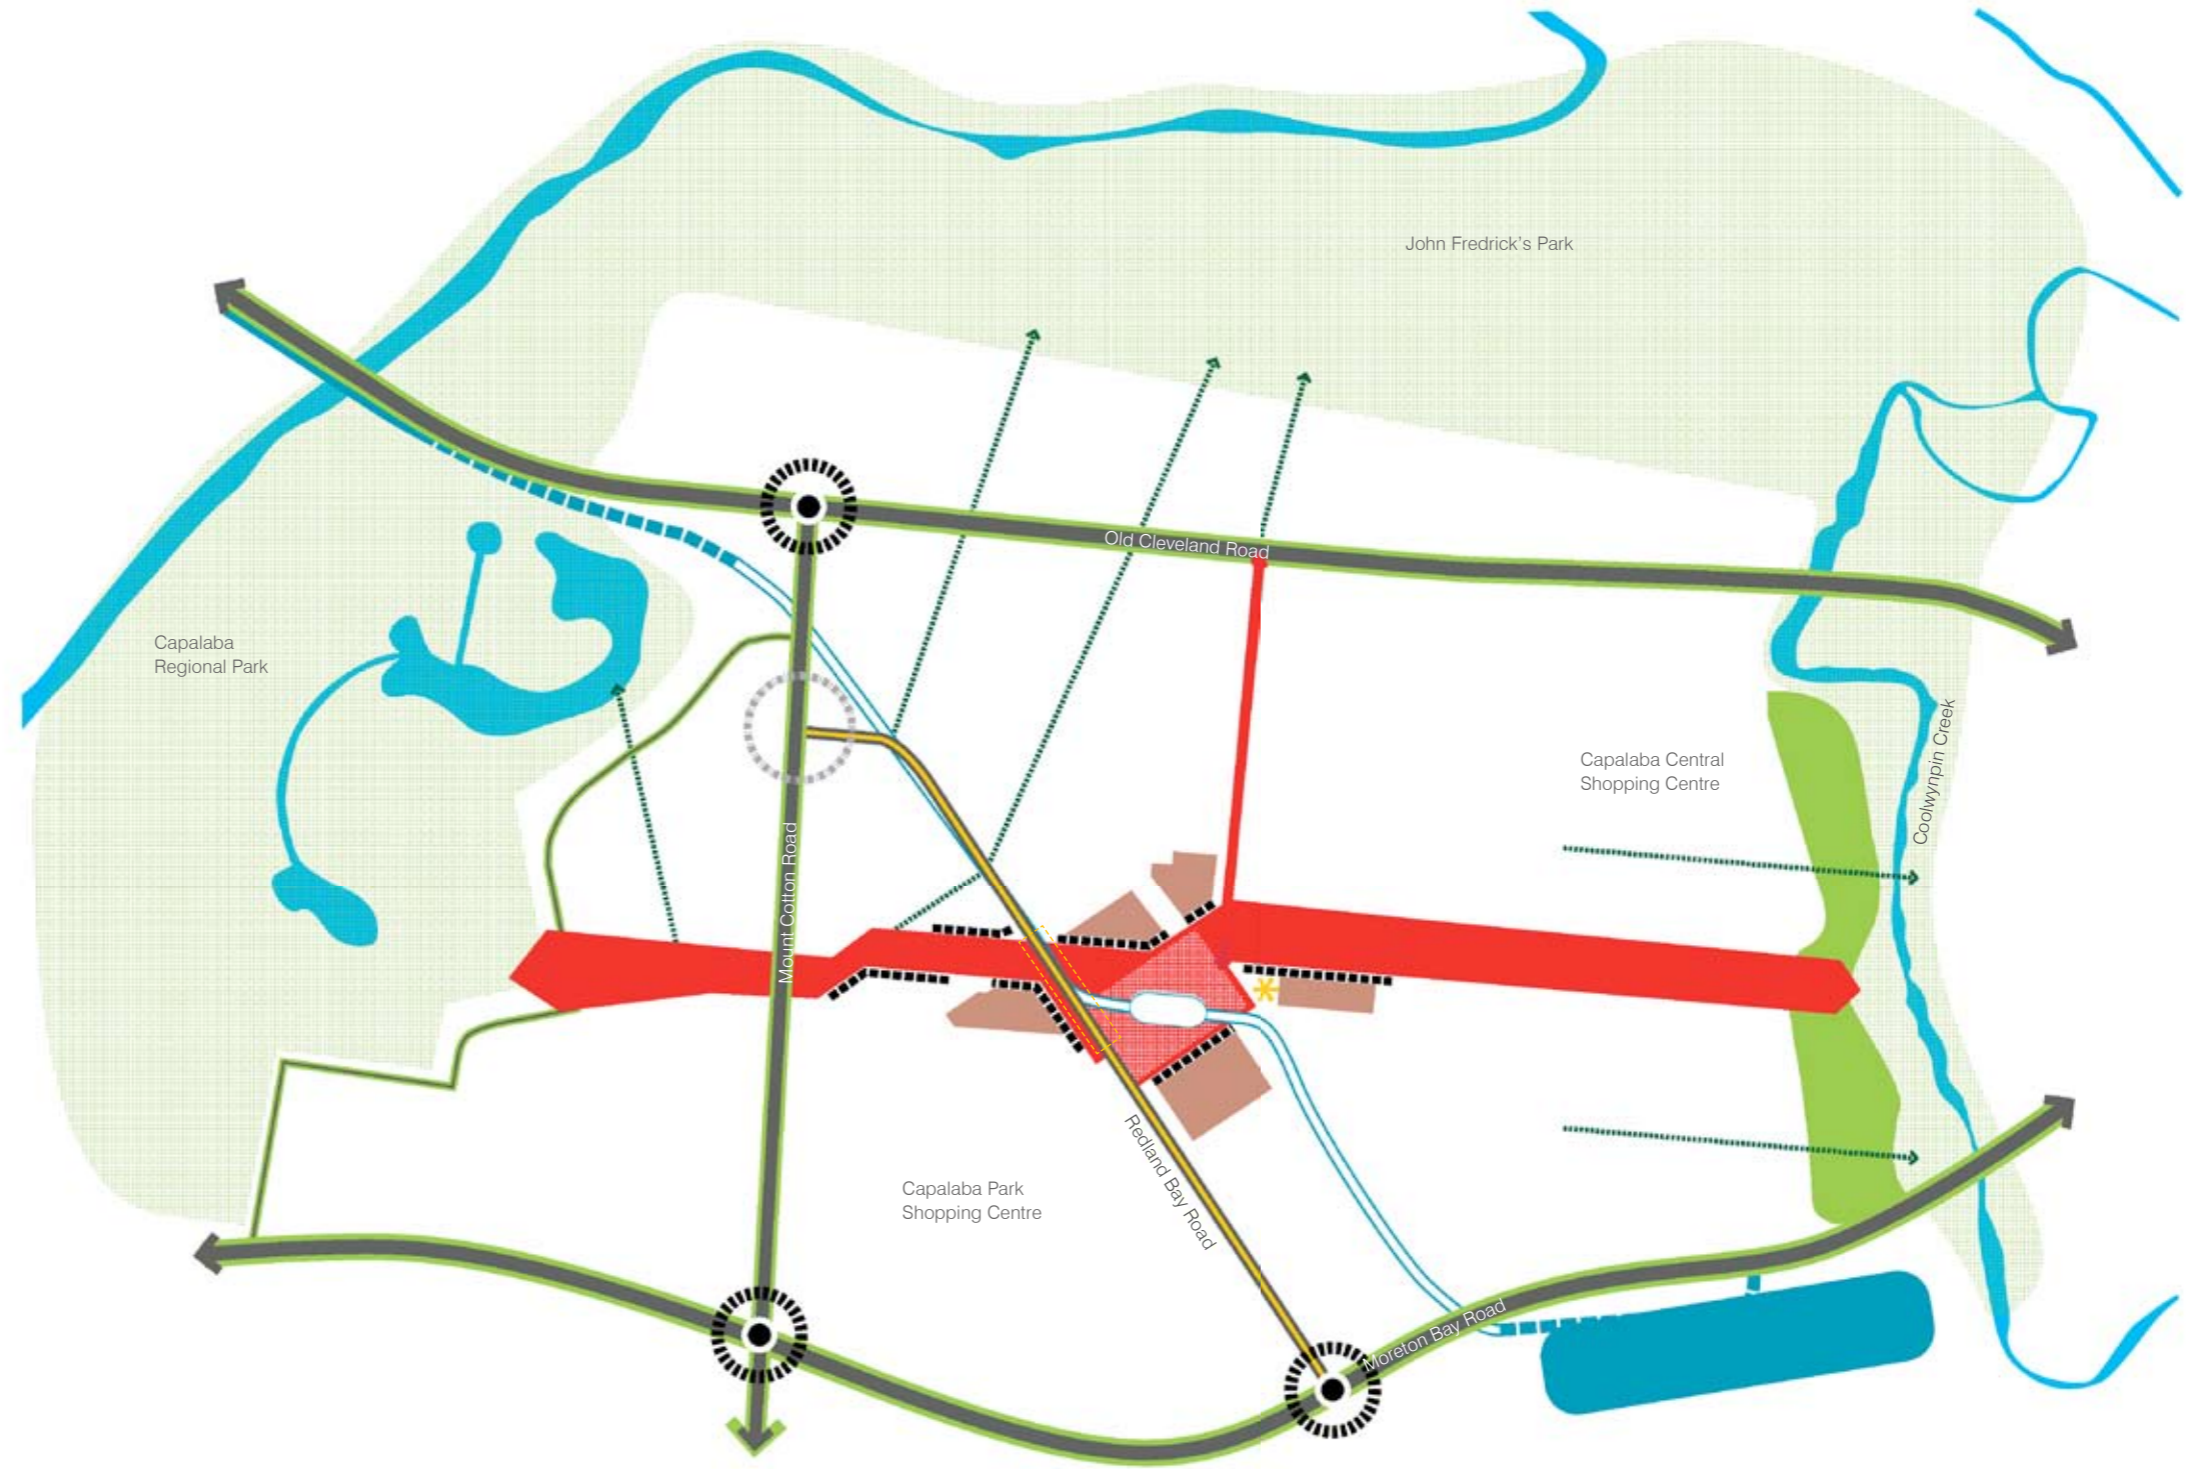 John Fredrick's Park
Old Cleveland Road
Capalaba
Regional Park
Capalaba Central
Shopping Centre
Coolwynpin Creek
Mount Cotton Road
Capalaba Park
Shopping Centre
Redland Bay Road
Moreton Bay Road